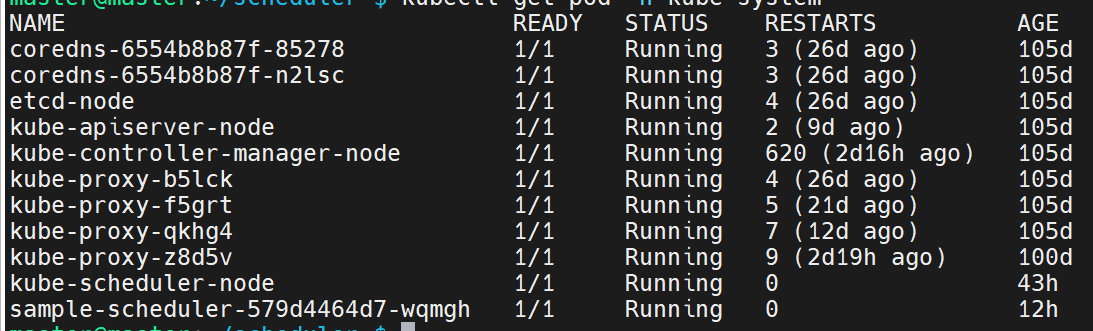 master@master:~/scheduler $ kubectl get pod -n kube-system
NAME READY STATUS RESTARTS AGE
coredns-6554b8b87f-85278 1/1 Running 3 (26d ago) 105d
coredns-6554b8b87f-n2lsc 1/1 Running 3 (26d ago) 105d
etcd-node 1/1 Running 4 (26d ago) 105d
kube-apiserver-node 1/1 Running 2 (9d ago) 105d
kube-controller-manager-node 1/1 Running 620 (2d16h ago) 105d
kube-proxy-b5lck 1/1 Running 4 (26d ago) 105d
kube-proxy-f5grt 1/1 Running 5 (21d ago) 105d
kube-proxy-qkhg4 1/1 Running 7 (12d ago) 105d
kube-proxy-z8d5v 1/1 Running 9 (2d19h ago) 100d
kube-scheduler-node 1/1 Running 0 43h
sample-scheduler-579d4464d7-wqmgh 1/1 Running 0 12h
master@master:~/scheduler $